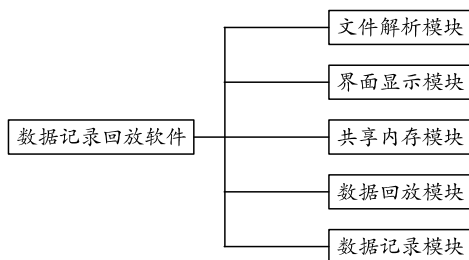 文件解析模块
界面显示模块
数据记录回放软件
共享内存模块
数据回放模块
数据记录模块